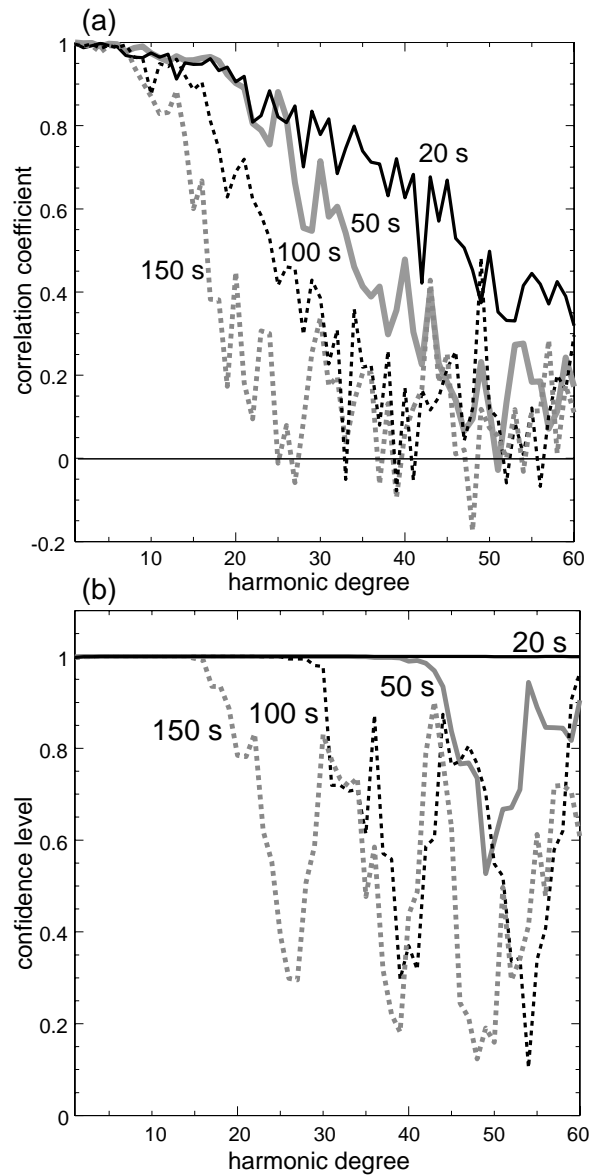 (a)
1
0.8
0.6
0.4
0.2
0
-0.2
correlation coefficient
20 s
50 s
100 s
150 s
10 20 30 40 50 60
harmonic degree
(b)
1
0.8
0.6
0.4
0.2
0
confidence level
20 s
50 s
100 s
150 s
10 20 30 40 50 60
harmonic degree